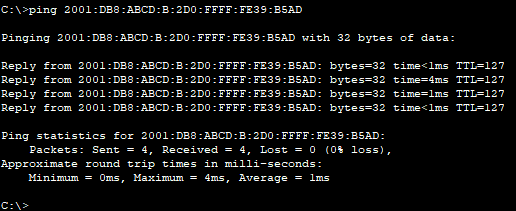 C:\>ping 2001:DB8:ABCD:B:2D0:FFFF:FE39:B5AD
Pinging 2001:DB8:ABCD:B:2D0:FFFF:FE39:B5AD with 32 bytes of data:
Reply from 2001:DB8:ABCD:B:2D0:FFFF:FE39:B5AD: bytes=32 time<1ms TTL=127
Reply from 2001:DB8:ABCD:B:2D0:FFFF:FE39:B5AD: bytes=32 time=4ms TTL=127
Reply from 2001:DB8:ABCD:B:2D0:FFFF:FE39:B5AD: bytes=32 time=1ms TTL=127
Reply from 2001:DB8:ABCD:B:2D0:FFFF:FE39:B5AD: bytes=32 time<1ms TTL=127
Ping statistics for 2001:DB8:ABCD:B:2D0:FFFF:FE39:B5AD:
Packets: Sent = 4, Received = 4, Lost = 0 (0% loss),
Approximate round trip times in milli-seconds:
Minimum = 0ms, Maximum = 4ms, Average = 1ms
C:\>